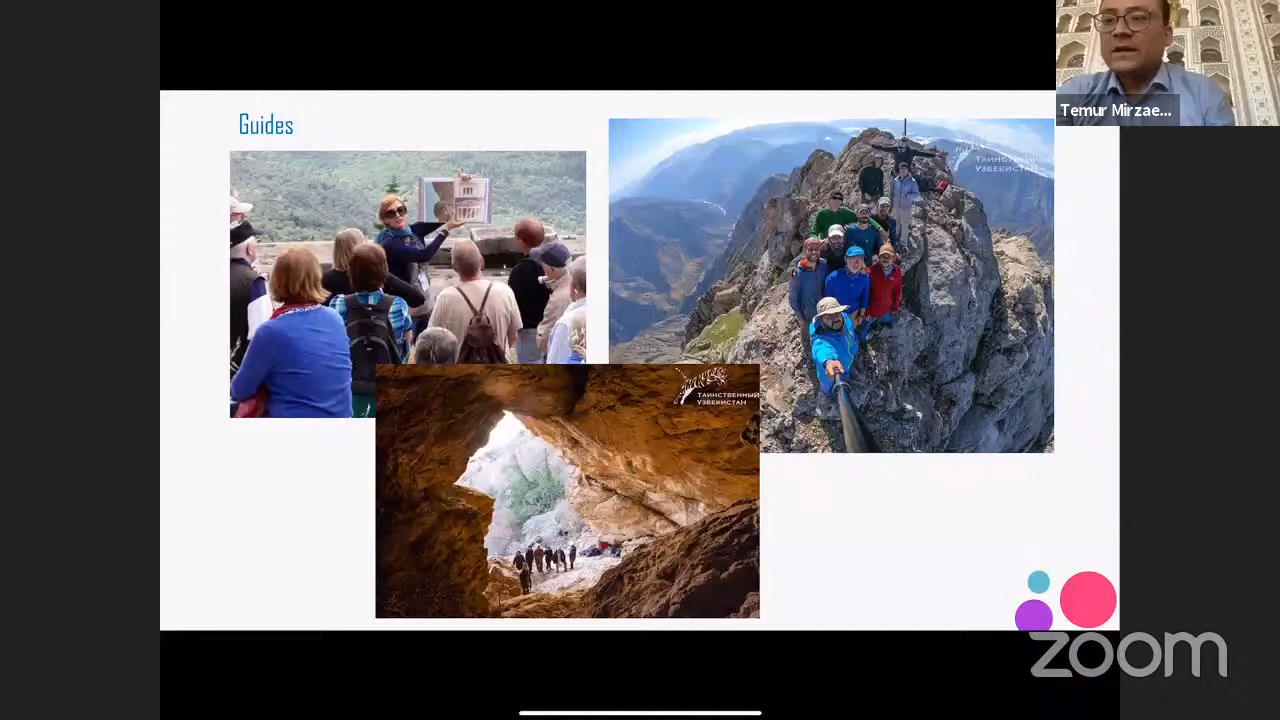 Guides
Temur Mirzae...
ТАИНСТВЕННЫЙ
УЗБЕКИСТАН
ТАИНСТВЕННЫЙ
УЗБЕКИСТАН
zoom